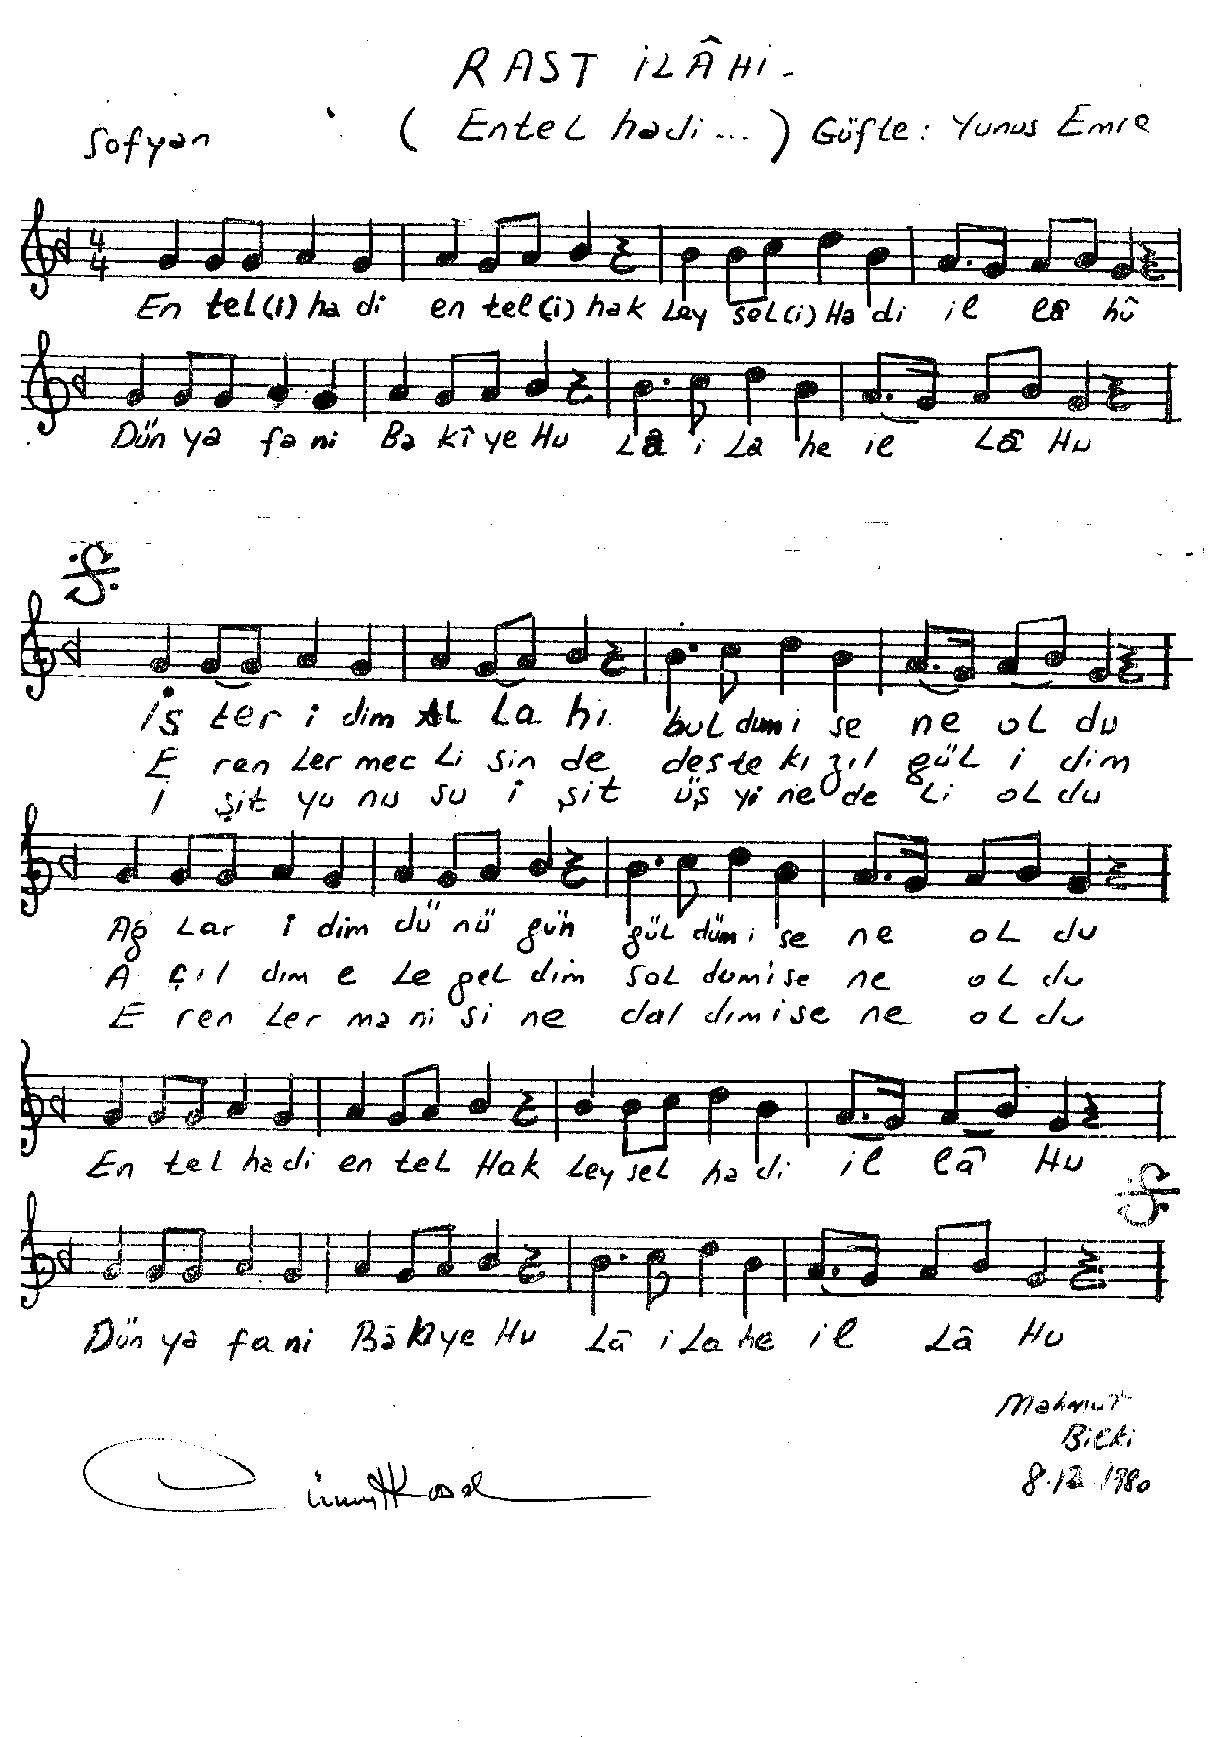 RAST İLÂHİ -
Sofyan ( Entel hadi... ) Güfte : Yunus Emre
4/4
En tel(i) ha di en tel(i) hak Ley sel(i) Ha di il lâ hû
Dün ya fa ni Ba kî ye Hu Lâ i La he il Lâ Hu
İs ter i dim AL La hi bul dum i se ne oL du
E ren Ler mec Li sin de des te kı zıl gül i dim
İ şit yu nu su i şit üş yi ne de Li oL du
Ağ Lar i dim dü nü gün gül düm i se ne oL du
A çıl dım e Le gel dim sol dum i se ne oL du
E ren Ler ma ni si ne dal dım i se ne oL du
En tel ha di en teL Hak Ley sel ha di il lâ Hu
Dün ya fa ni Bâ ki ye Hu Lâ i La he il Lâ Hu
Mahmut
Bilki
8.12.1980